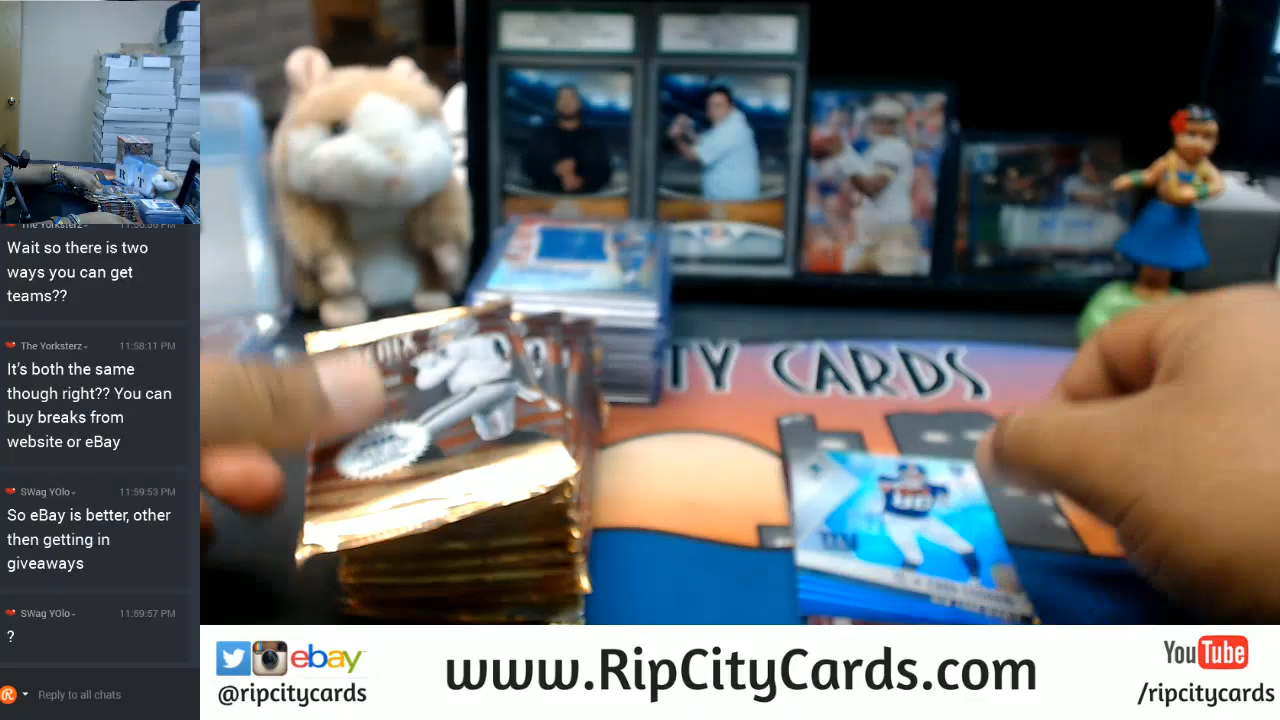 Wait so there is two
ways you can get
teams??
The Yorksterz
11:58:11 PM
It's both the same
though right?? You can
buy breaks from
website or eBay
SWag YOlo
11:59:53 PM
So eBay is better, other
then getting in
giveaways
SWag YOlo
11:59:57 PM
?
Reply to all chats
TY CARDS
ebay
@ripcitycards
www.RipCityCards.com
YouTube
/ripcitycards